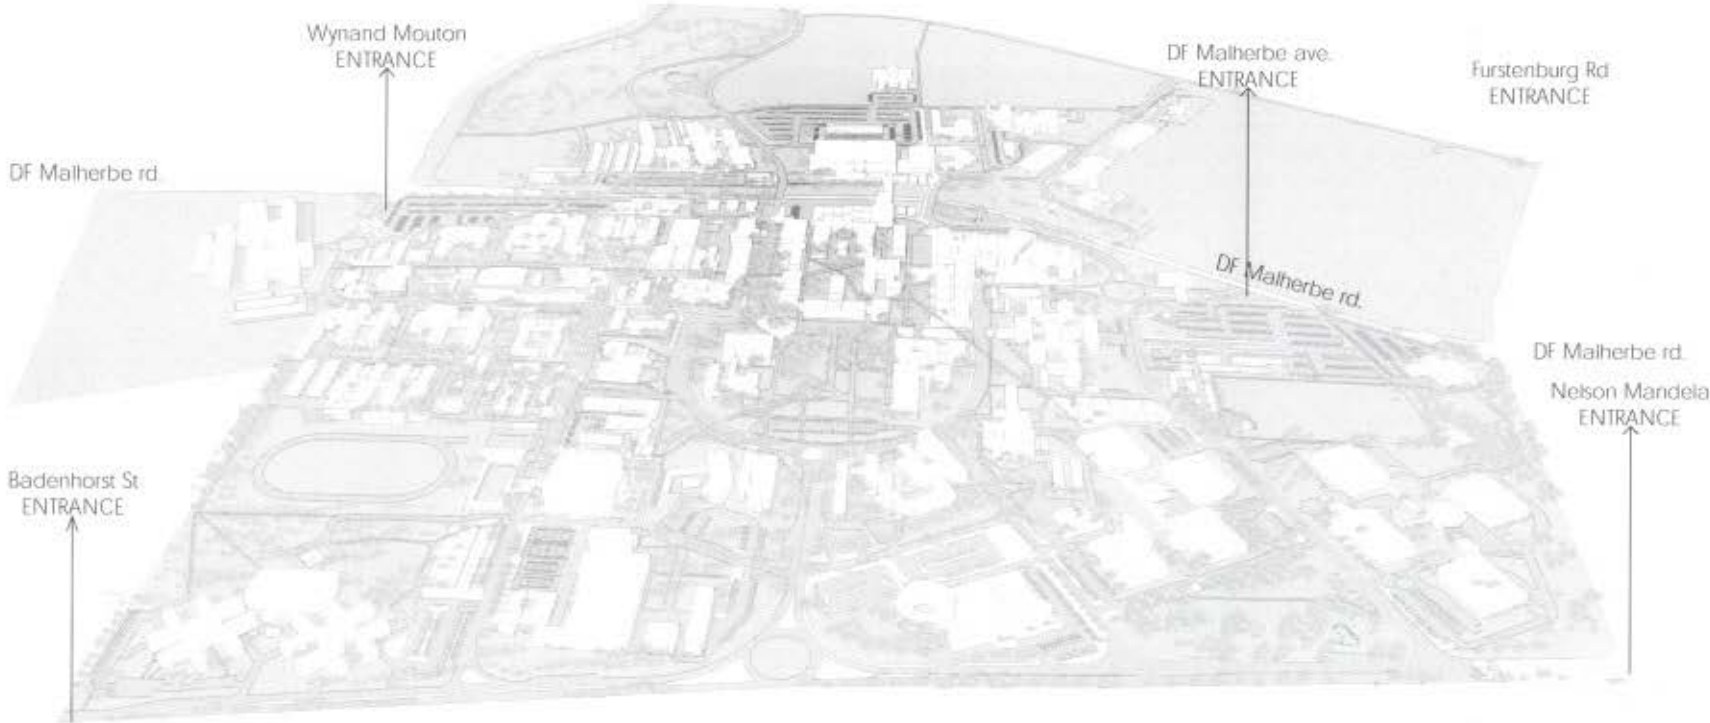 Wynand Mouton
ENTRANCE
DF Malherbe ave.
ENTRANCE
Furstenburg Rd
ENTRANCE
DF Malherbe rd.
DF Malherbe rd.
DF Malherbe rd.
Nelson Mandela
ENTRANCE
Badenhorst St
ENTRANCE